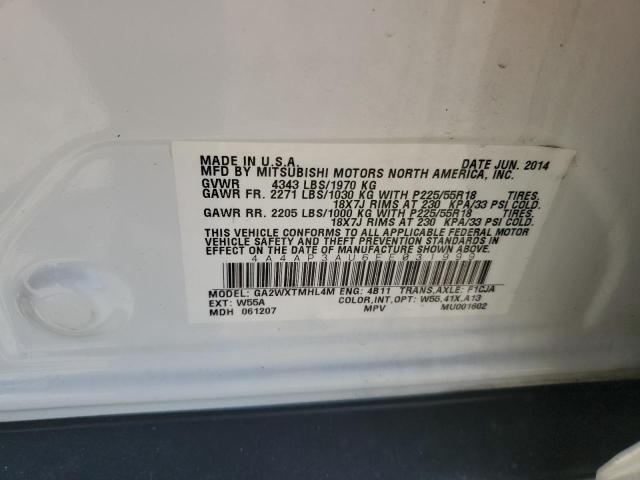 MADE IN U.S.A. DATE JUN. 2014
MFD BY MITSUBISHI MOTORS NORTH AMERICA, INC.
GVWR 4343 LBS/1970 KG
GAWR FR. 2271 LBS/1030 KG WITH P225/55R18 TIRES,
18X7J RIMS AT 230 KPA/33 PSI COLD.
GAWR RR. 2205 LBS/1000 KG WITH P225/55R18 TIRES,
18X7J RIMS AT 230 KPA/33 PSI COLD.
THIS VEHICLE CONFORMS TO ALL APPLICABLE FEDERAL MOTOR
VEHICLE SAFETY AND THEFT PREVENTION STANDARDS IN
EFFECT ON THE DATE OF MANUFACTURE SHOWN ABOVE.
4A4AP3AU6EE031999
MODEL: GA2WXTMHL4M ENG: 4B11 TRANS,AXLE: F1CJA
EXT: W55A COLOR,INT,OPT: W55,41X,A13
MDH 061207 MPV MU001602